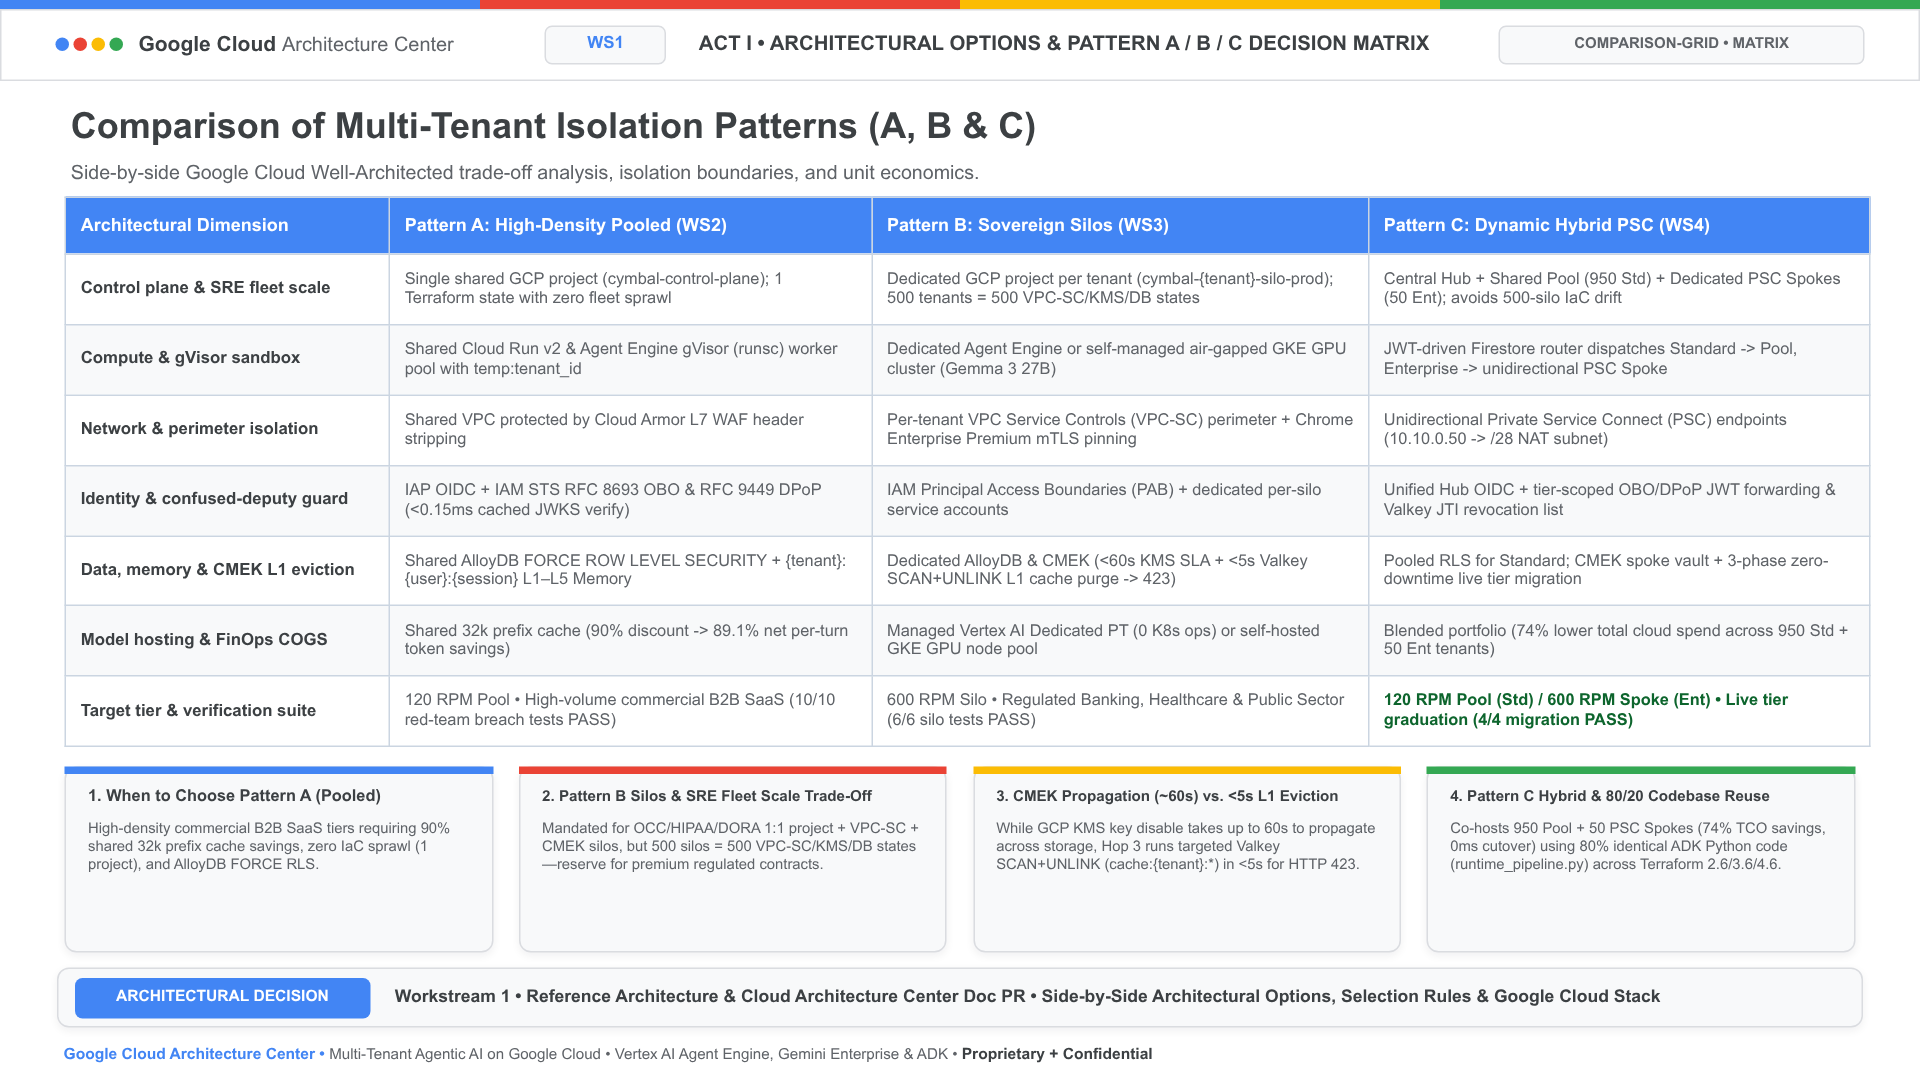 Google Cloud Architecture Center
WS1
ACT I • ARCHITECTURAL OPTIONS & PATTERN A / B / C DECISION MATRIX
COMPARISON-GRID • MATRIX
Comparison of Multi-Tenant Isolation Patterns (A, B & C)
Side-by-side Google Cloud Well-Architected trade-off analysis, isolation boundaries, and unit economics.
Architectural Dimension
Pattern A: High-Density Pooled (WS2)
Pattern B: Sovereign Silos (WS3)
Pattern C: Dynamic Hybrid PSC (WS4)
Control plane & SRE fleet scale
Single shared GCP project (cymbal-control-plane); 1
Terraform state with zero fleet sprawl
Dedicated GCP project per tenant (cymbal-{tenant}-silo-prod);
500 tenants = 500 VPC-SC/KMS/DB states
Central Hub + Shared Pool (950 Std) + Dedicated PSC Spokes
(50 Ent); avoids 500-silo IaC drift
Compute & gVisor sandbox
Shared Cloud Run v2 & Agent Engine gVisor (runsc) worker
pool with temp:tenant_id
Dedicated Agent Engine or self-managed air-gapped GKE GPU
cluster (Gemma 3 27B)
JWT-driven Firestore router dispatches Standard -> Pool,
Enterprise -> unidirectional PSC Spoke
Network & perimeter isolation
Shared VPC protected by Cloud Armor L7 WAF header
stripping
Per-tenant VPC Service Controls (VPC-SC) perimeter + Chrome
Enterprise Premium mTLS pinning
Unidirectional Private Service Connect (PSC) endpoints
(10.10.0.50 -> /28 NAT subnet)
Identity & confused-deputy guard
IAP OIDC + IAM STS RFC 8693 OBO & RFC 9449 DPoP
(<0.15ms cached JWKS verify)
IAM Principal Access Boundaries (PAB) + dedicated per-silo
service accounts
Unified Hub OIDC + tier-scoped OBO/DPoP JWT forwarding &
Valkey JTI revocation list
Data, memory & CMEK L1 eviction
Shared AlloyDB FORCE ROW LEVEL SECURITY + {tenant}:
{user}:{session} L1–L5 Memory
Dedicated AlloyDB & CMEK (<60s KMS SLA + <5s Valkey
SCAN+UNLINK L1 cache purge -> 423)
Pooled RLS for Standard; CMEK spoke vault + 3-phase zero-
downtime live tier migration
Model hosting & FinOps COGS
Shared 32k prefix cache (90% discount -> 89.1% net per-turn
token savings)
Managed Vertex AI Dedicated PT (0 K8s ops) or self-hosted
GKE GPU node pool
Blended portfolio (74% lower total cloud spend across 950 Std +
50 Ent tenants)
Target tier & verification suite
120 RPM Pool • High-volume commercial B2B SaaS (10/10
red-team breach tests PASS)
600 RPM Silo • Regulated Banking, Healthcare & Public Sector
(6/6 silo tests PASS)
120 RPM Pool (Std) / 600 RPM Spoke (Ent) • Live tier
graduation (4/4 migration PASS)
1. When to Choose Pattern A (Pooled)
High-density commercial B2B SaaS tiers requiring 90%
shared 32k prefix cache savings, zero IaC sprawl (1
project), and AlloyDB FORCE RLS.
2. Pattern B Silos & SRE Fleet Scale Trade-Off
Mandated for OCC/HIPAA/DORA 1:1 project + VPC-SC +
CMEK silos, but 500 silos = 500 VPC-SC/KMS/DB states
—reserve for premium regulated contracts.
3. CMEK Propagation (~60s) vs. <5s L1 Eviction
While GCP KMS key disable takes up to 60s to propagate
across storage, Hop 3 runs targeted Valkey
SCAN+UNLINK (cache:{tenant}:*) in <5s for HTTP 423.
4. Pattern C Hybrid & 80/20 Codebase Reuse
Co-hosts 950 Pool + 50 PSC Spokes (74% TCO savings,
0ms cutover) using 80% identical ADK Python code
(runtime_pipeline.py) across Terraform 2.6/3.6/4.6.
ARCHITECTURAL DECISION
Workstream 1 • Reference Architecture & Cloud Architecture Center Doc PR • Side-by-Side Architectural Options, Selection Rules & Google Cloud Stack
Google Cloud Architecture Center • Multi-Tenant Agentic AI on Google Cloud • Vertex AI Agent Engine, Gemini Enterprise & ADK • Proprietary + Confidential